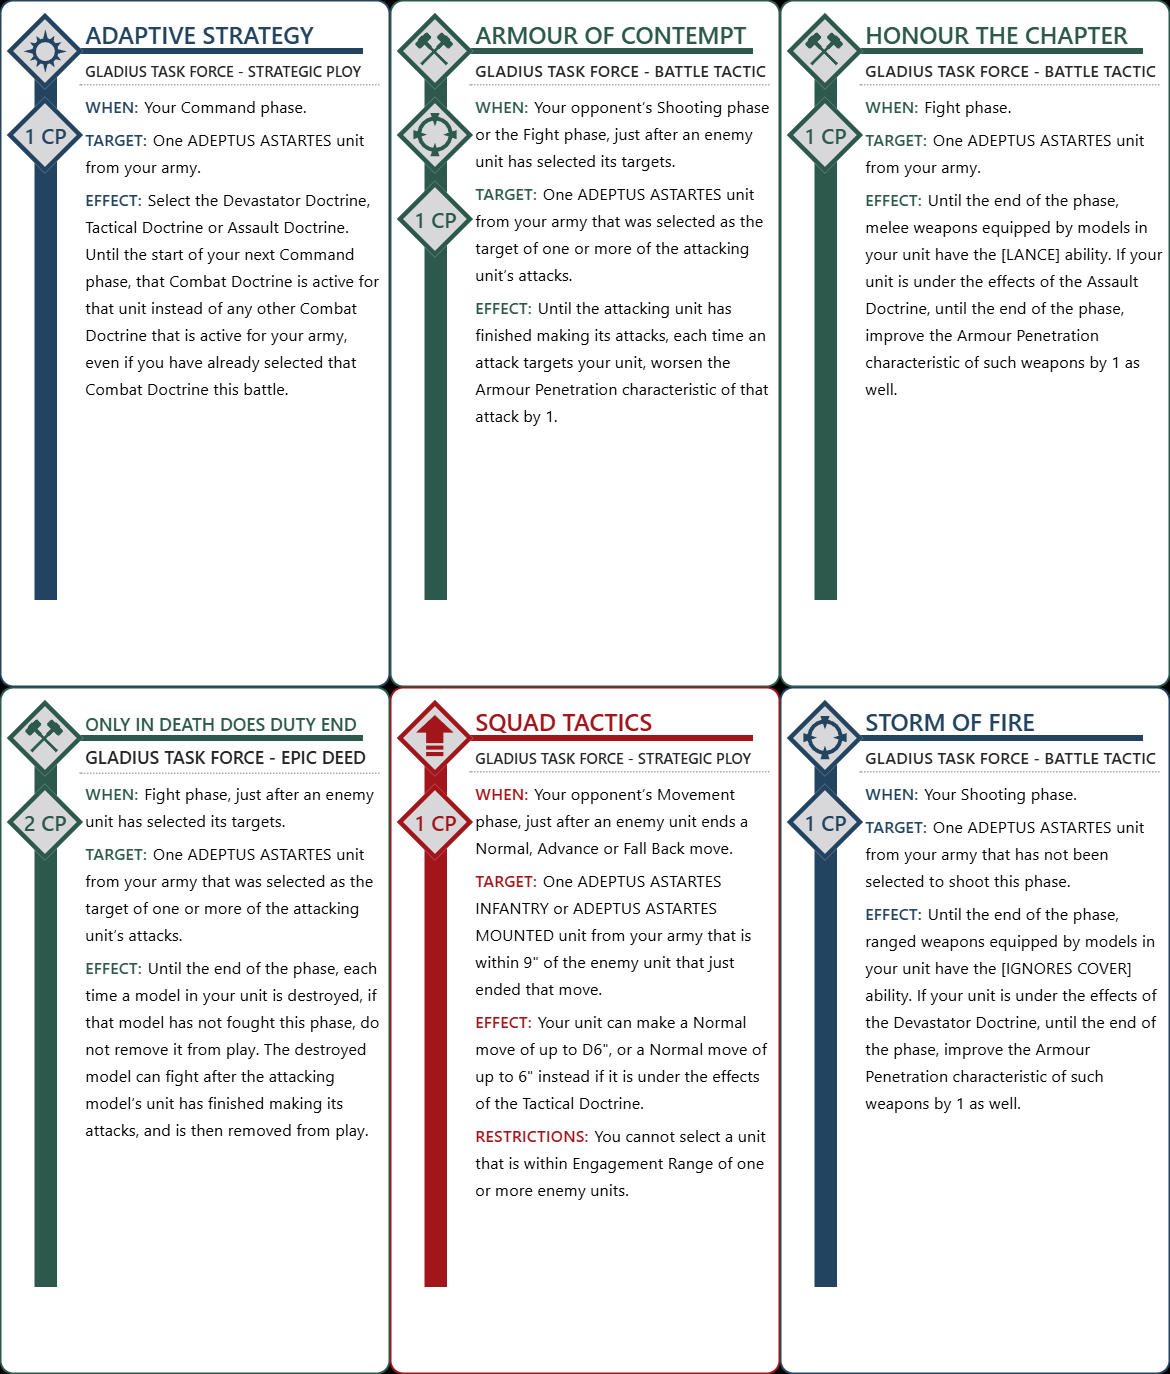 ADAPTIVE STRATEGY
GLADIUS TASK FORCE - STRATEGIC PLOY
1 CP
WHEN: Your Command phase.
TARGET: One ADEPTUS ASTARTES unit
from your army.
EFFECT: Select the Devastator Doctrine,
Tactical Doctrine or Assault Doctrine.
Until the start of your next Command
phase, that Combat Doctrine is active for
that unit instead of any other Combat
Doctrine that is active for your army,
even if you have already selected that
Combat Doctrine this battle.
ARMOUR OF CONTEMPT
GLADIUS TASK FORCE - BATTLE TACTIC
1 CP
WHEN: Your opponent's Shooting phase
or the Fight phase, just after an enemy
unit has selected its targets.
TARGET: One ADEPTUS ASTARTES unit
from your army that was selected as the
target of one or more of the attacking
unit's attacks.
EFFECT: Until the attacking unit has
finished making its attacks, each time an
attack targets your unit, worsen the
Armour Penetration characteristic of that
attack by 1.
HONOUR THE CHAPTER
GLADIUS TASK FORCE - BATTLE TACTIC
1 CP
WHEN: Fight phase.
TARGET: One ADEPTUS ASTARTES unit
from your army.
EFFECT: Until the end of the phase,
melee weapons equipped by models in
your unit have the [LANCE] ability. If your
unit is under the effects of the Assault
Doctrine, until the end of the phase,
improve the Armour Penetration
characteristic of such weapons by 1 as
well.
ONLY IN DEATH DOES DUTY END
GLADIUS TASK FORCE - EPIC DEED
2 CP
WHEN: Fight phase, just after an enemy
unit has selected its targets.
TARGET: One ADEPTUS ASTARTES unit
from your army that was selected as the
target of one or more of the attacking
unit's attacks.
EFFECT: Until the end of the phase, each
time a model in your unit is destroyed, if
that model has not fought this phase, do
not remove it from play. The destroyed
model can fight after the attacking
model's unit has finished making its
attacks, and is then removed from play.
SQUAD TACTICS
GLADIUS TASK FORCE - STRATEGIC PLOY
1 CP
WHEN: Your opponent's Movement
phase, just after an enemy unit ends a
Normal, Advance or Fall Back move.
TARGET: One ADEPTUS ASTARTES
INFANTRY or ADEPTUS ASTARTES
MOUNTED unit from your army that is
within 9" of the enemy unit that just
ended that move.
EFFECT: Your unit can make a Normal
move of up to D6", or a Normal move of
up to 6" instead if it is under the effects
of the Tactical Doctrine.
RESTRICTIONS: You cannot select a unit
that is within Engagement Range of one
or more enemy units.
STORM OF FIRE
GLADIUS TASK FORCE - BATTLE TACTIC
1 CP
WHEN: Your Shooting phase.
TARGET: One ADEPTUS ASTARTES unit
from your army that has not been
selected to shoot this phase.
EFFECT: Until the end of the phase,
ranged weapons equipped by models in
your unit have the [IGNORES COVER]
ability. If your unit is under the effects of
the Devastator Doctrine, until the end of
the phase, improve the Armour
Penetration characteristic of such
weapons by 1 as well.